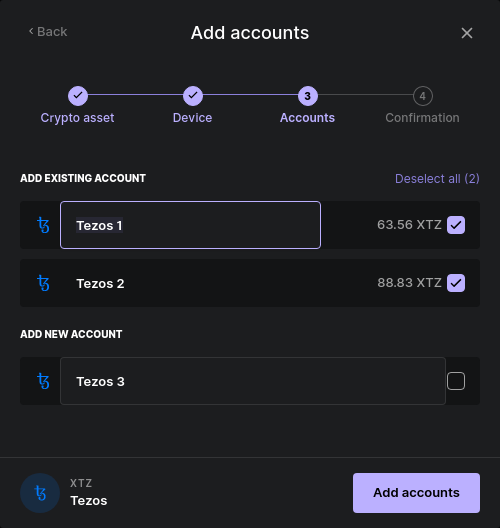 Back
Add accounts
3
4
Crypto asset
Device
Accounts
Confirmation
ADD EXISTING ACCOUNT
Deselect all (2)
Tezos 1
63.56 XTZ
Tezos 2
88.83 XTZ
ADD NEW ACCOUNT
Tezos 3
XTZ
Tezos
Add accounts